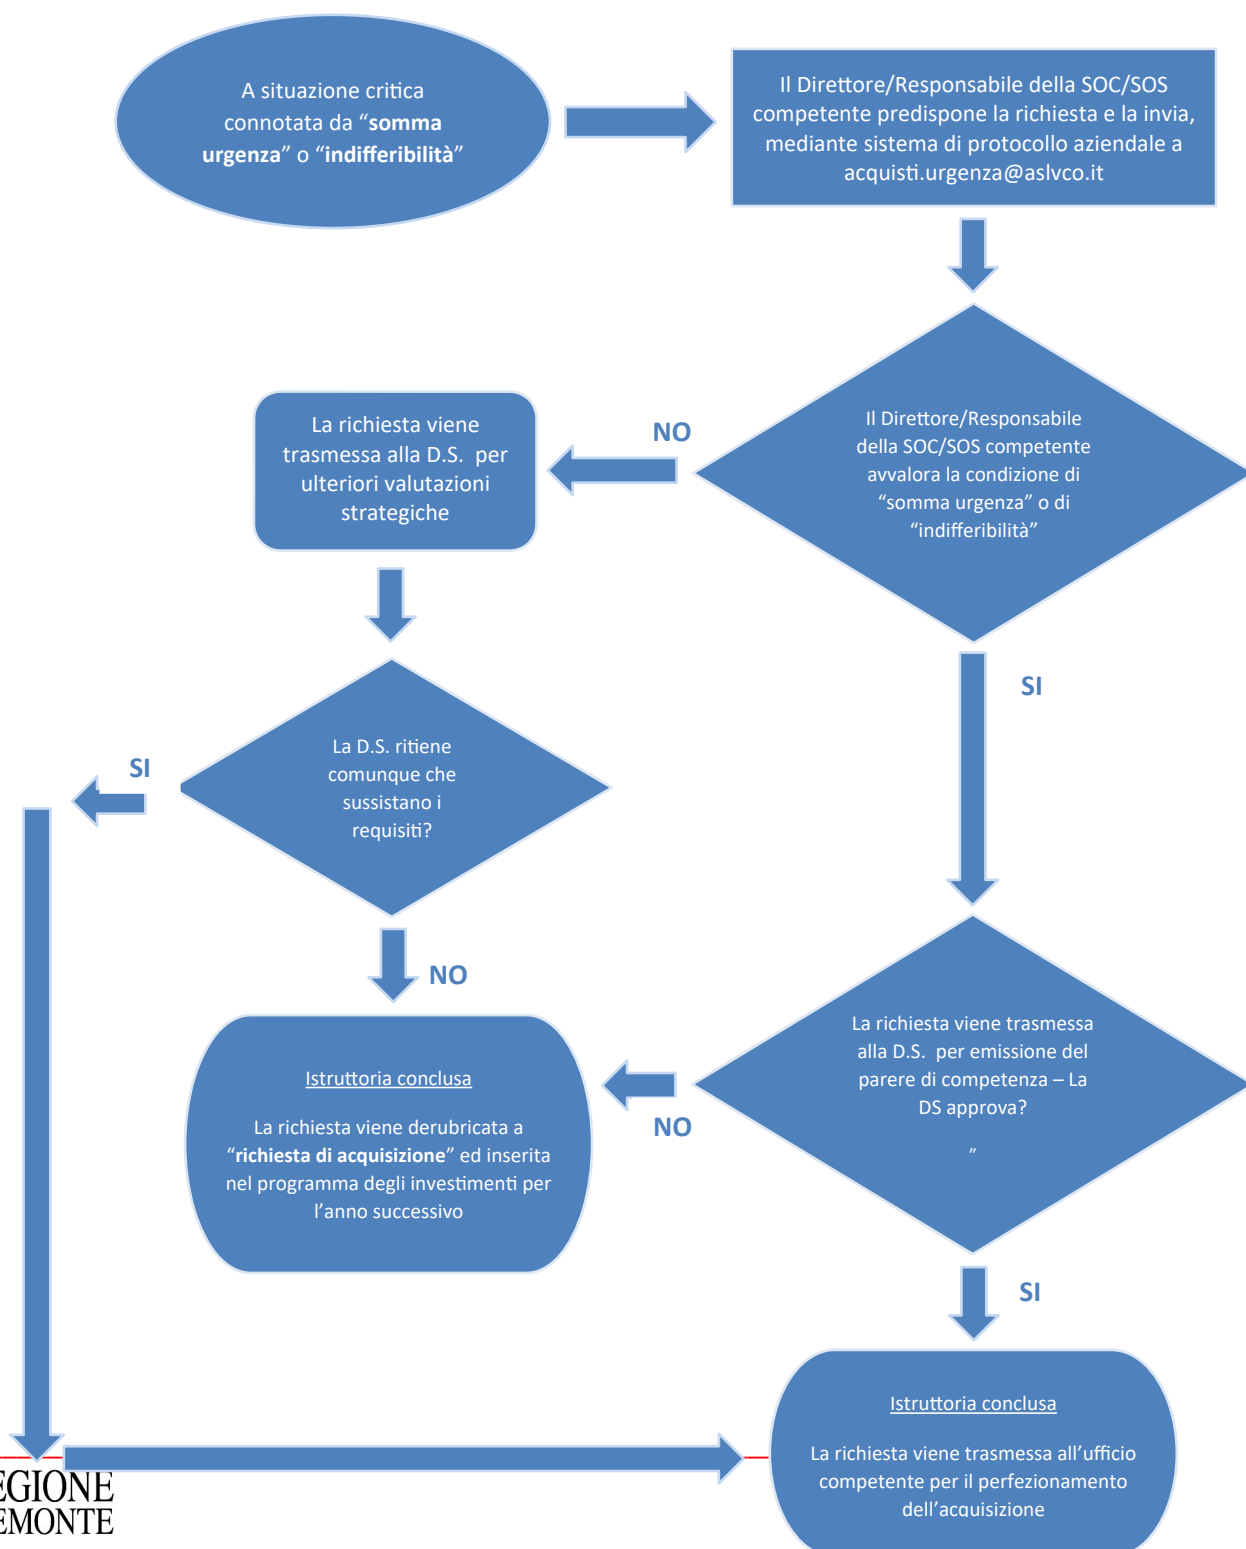 A situazione critica
connotata da “somma
urgenza” o “indifferibilità”
Il Direttore/Responsabile della SOC/SOS
competente predispone la richiesta e la invia,
mediante sistema di protocollo aziendale a
acquisti.urgenza@aslvco.it
Il Direttore/Responsabile
della SOC/SOS competente
avvalora la condizione di
“somma urgenza” o di
“indifferibilità”
NO
La richiesta viene
trasmessa alla D.S. per
ulteriori valutazioni
strategiche
SI
La D.S. ritiene
comunque che
sussistano i
requisiti?
SI
NO
La richiesta viene trasmessa
alla D.S. per emissione del
parere di competenza – La
DS approva?
”
NO
Istruttoria conclusa
La richiesta viene derubricata a
“richiesta di acquisizione” ed inserita
nel programma degli investimenti per
l’anno successivo
SI
Istruttoria conclusa
La richiesta viene trasmessa all’ufficio
competente per il perfezionamento
dell’acquisizione
EGIONE
EMONTE